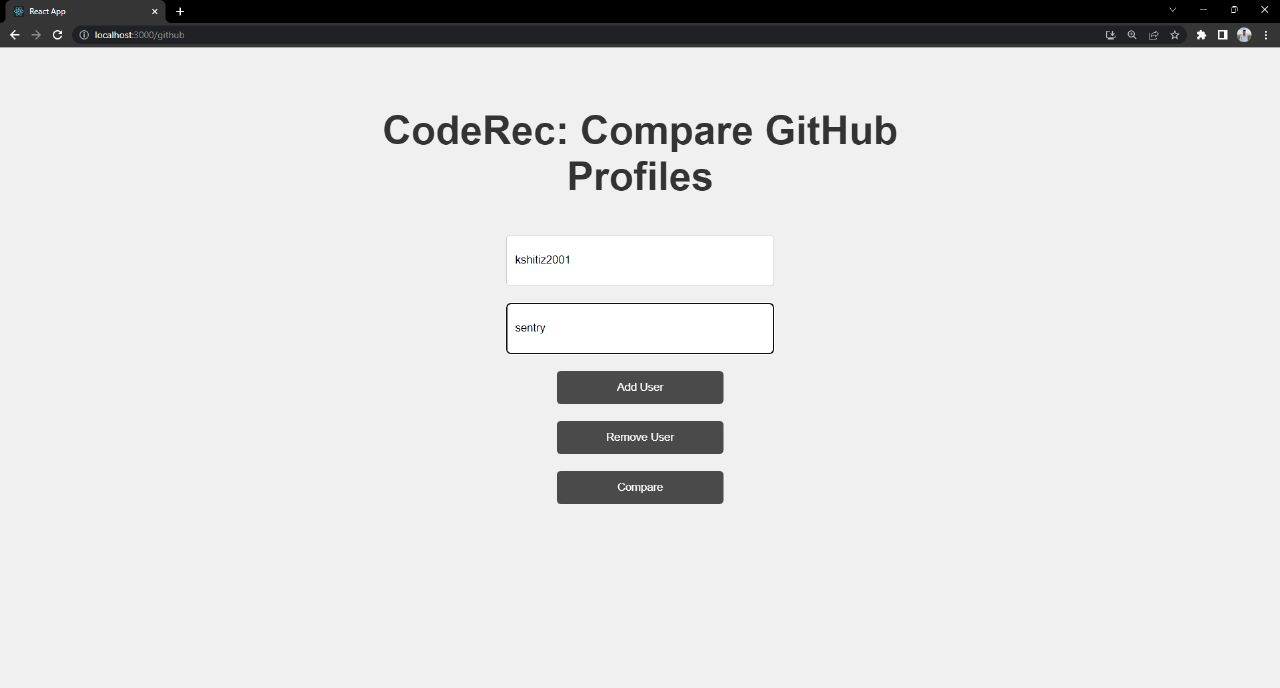 React App
localhost:3000/github
CodeRec: Compare GitHub
Profiles
kshitiz2001
sentry
Add User
Remove User
Compare